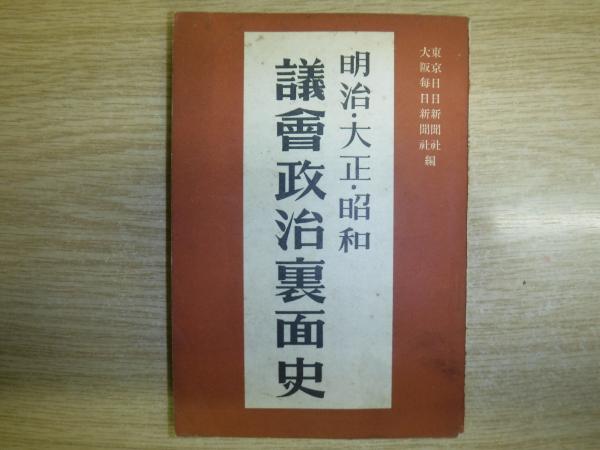 東京日日新聞社
大阪毎日新聞社編
明治・大正・昭和
議會政治裏面史